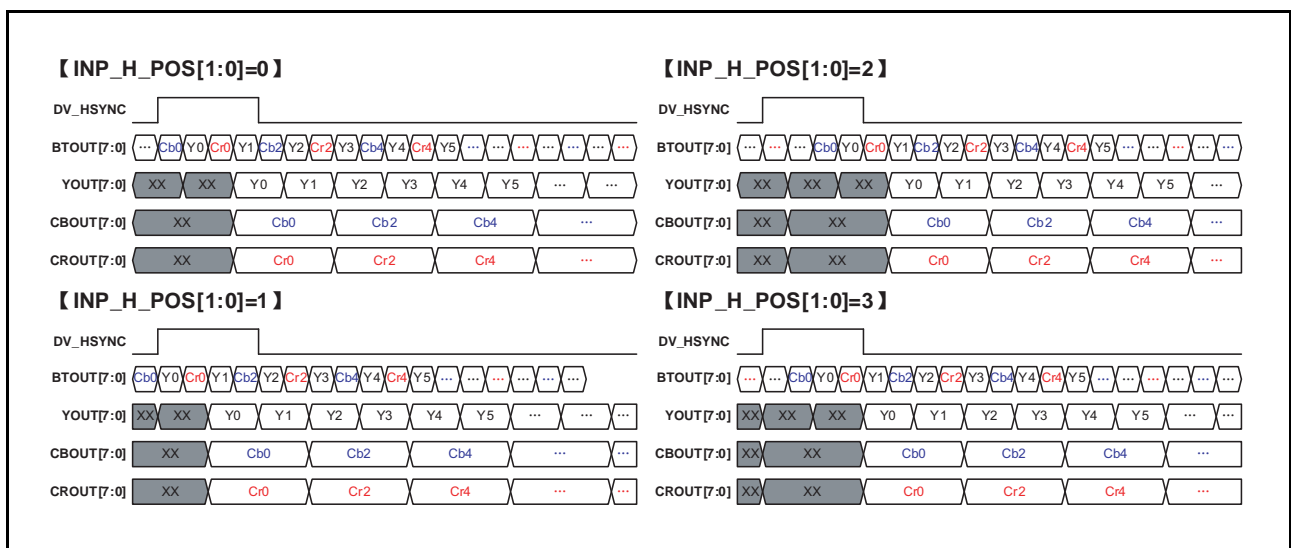 【INP_H_POS[1:0]=0】
DV_HSYNC
BTOUT[7:0] ... Cb0 Y0 Cr0 Y1 Cb2 Y2 Cr2 Y3 Cb4 Y4 Cr4 Y5 ... ... ... ... ... ... ...
YOUT[7:0] XX XX Y0 Y1 Y2 Y3 Y4 Y5 ... ...
CBOUT[7:0] XX Cb0 Cb2 Cb4 ...
CROUT[7:0] XX Cr0 Cr2 Cr4 ...
【INP_H_POS[1:0]=2】
DV_HSYNC
BTOUT[7:0] ... ... ... Cb0 Y0 Cr0 Y1 Cb2 Y2 Cr2 Y3 Cb4 Y4 Cr4 Y5 ... ... ... ... ...
YOUT[7:0] XX XX XX Y0 Y1 Y2 Y3 Y4 Y5 ...
CBOUT[7:0] XX XX Cb0 Cb2 Cb4 ...
CROUT[7:0] XX XX Cr0 Cr2 Cr4 ...
【INP_H_POS[1:0]=1】
DV_HSYNC
BTOUT[7:0] Cb0 Y0 Cr0 Y1 Cb2 Y2 Cr2 Y3 Cb4 Y4 Cr4 Y5 ... ... ... ... ... ...
YOUT[7:0] XX XX Y0 Y1 Y2 Y3 Y4 Y5 ... ... ...
CBOUT[7:0] XX Cb0 Cb2 Cb4 ... ...
CROUT[7:0] XX Cr0 Cr2 Cr4 ... ...
【INP_H_POS[1:0]=3】
DV_HSYNC
BTOUT[7:0] ... ... Cb0 Y0 Cr0 Y1 Cb2 Y2 Cr2 Y3 Cb4 Y4 Cr4 Y5 ... ... ... ... ... ...
YOUT[7:0] XX XX XX Y0 Y1 Y2 Y3 Y4 Y5 ... ...
CBOUT[7:0] XX XX Cb0 Cb2 Cb4 ...
CROUT[7:0] XX XX Cr0 Cr2 Cr4 ...